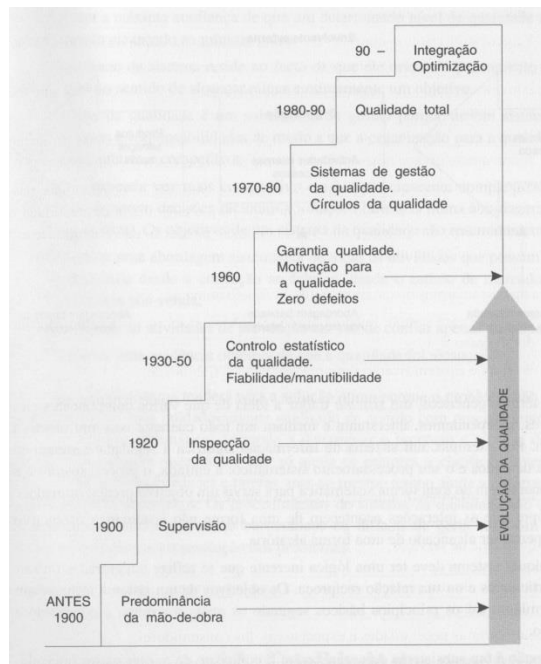 90 – Integração
Optimização
1980-90 Qualidade total
1970-80 Sistemas de gestão
da qualidade.
Círculos da qualidade
1960 Garantia qualidade.
Motivação para
a qualidade.
Zero defeitos
1930-50 Controlo estatístico
da qualidade.
Fiabilidade/manutibilidade
1920 Inspecção
da qualidade
1900 Supervisão
ANTES
1900 Predominância
da mão-de-obra
EVOLUÇÃO DA QUALIDADE